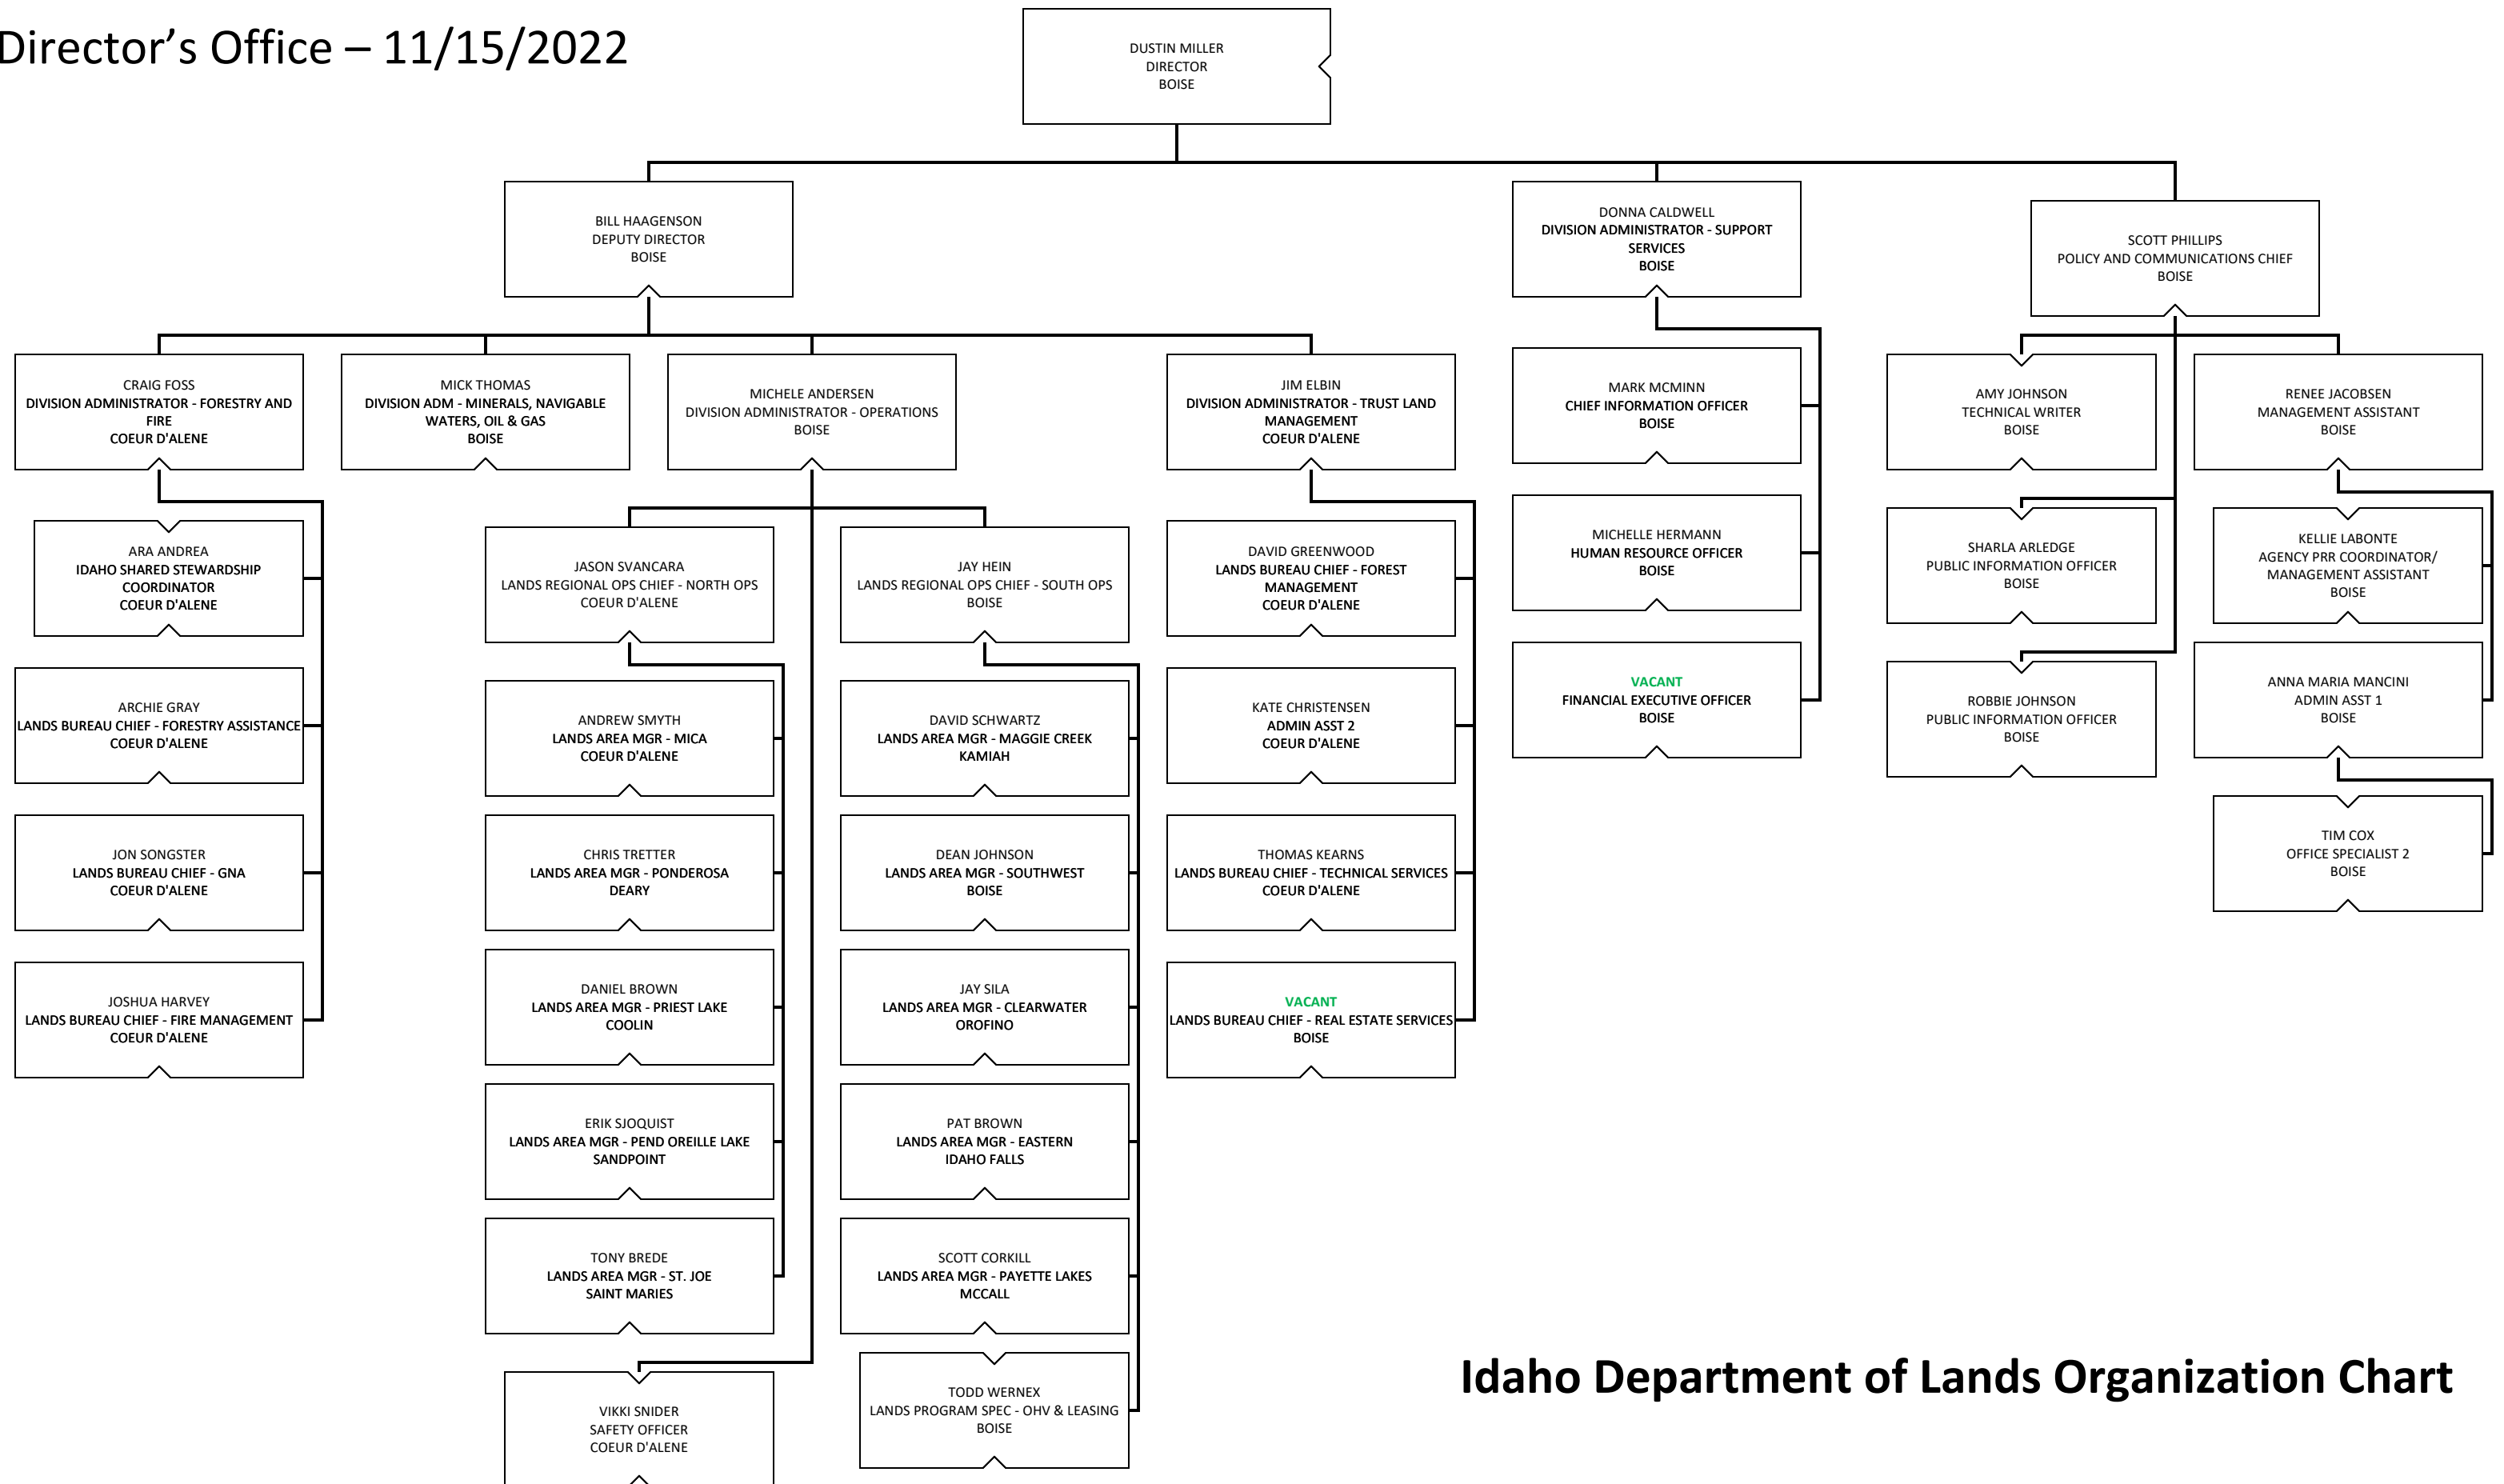 Director's Office – 11/15/2022
DUSTIN MILLER
DIRECTOR
BOISE
BILL HAAGENSON
DEPUTY DIRECTOR
BOISE
DONNA CALDWELL
DIVISION ADMINISTRATOR - SUPPORT
SERVICES
BOISE
SCOTT PHILLIPS
POLICY AND COMMUNICATIONS CHIEF
BOISE
CRAIG FOSS
DIVISION ADMINISTRATOR - FORESTRY AND
FIRE
COEUR D'ALENE
MICK THOMAS
DIVISION ADM - MINERALS, NAVIGABLE
WATERS, OIL & GAS
BOISE
MICHELE ANDERSEN
DIVISION ADMINISTRATOR - OPERATIONS
BOISE
JIM ELBIN
DIVISION ADMINISTRATOR - TRUST LAND
MANAGEMENT
COEUR D'ALENE
MARK MCMINN
CHIEF INFORMATION OFFICER
BOISE
AMY JOHNSON
TECHNICAL WRITER
BOISE
RENEE JACOBSEN
MANAGEMENT ASSISTANT
BOISE
ARA ANDREA
IDAHO SHARED STEWARDSHIP
COORDINATOR
COEUR D'ALENE
JASON SVANCARA
LANDS REGIONAL OPS CHIEF - NORTH OPS
COEUR D'ALENE
JAY HEIN
LANDS REGIONAL OPS CHIEF - SOUTH OPS
BOISE
DAVID GREENWOOD
LANDS BUREAU CHIEF - FOREST
MANAGEMENT
COEUR D'ALENE
MICHELLE HERMANN
HUMAN RESOURCE OFFICER
BOISE
SHARLA ARLEDGE
PUBLIC INFORMATION OFFICER
BOISE
KELLIE LABONTE
AGENCY PRR COORDINATOR/
MANAGEMENT ASSISTANT
BOISE
ARCHIE GRAY
LANDS BUREAU CHIEF - FORESTRY ASSISTANCE
COEUR D'ALENE
ANDREW SMYTH
LANDS AREA MGR - MICA
COEUR D'ALENE
DAVID SCHWARTZ
LANDS AREA MGR - MAGGIE CREEK
KAMIAH
KATE CHRISTENSEN
ADMIN ASST 2
COEUR D'ALENE
VACANT
FINANCIAL EXECUTIVE OFFICER
BOISE
ROBBIE JOHNSON
PUBLIC INFORMATION OFFICER
BOISE
ANNA MARIA MANCINI
ADMIN ASST 1
BOISE
JON SONGSTER
LANDS BUREAU CHIEF - GNA
COEUR D'ALENE
CHRIS TRETTER
LANDS AREA MGR - PONDEROSA
DEARY
DEAN JOHNSON
LANDS AREA MGR - SOUTHWEST
BOISE
THOMAS KEARNS
LANDS BUREAU CHIEF - TECHNICAL SERVICES
COEUR D'ALENE
TIM COX
OFFICE SPECIALIST 2
BOISE
JOSHUA HARVEY
LANDS BUREAU CHIEF - FIRE MANAGEMENT
COEUR D'ALENE
DANIEL BROWN
LANDS AREA MGR - PRIEST LAKE
COOLIN
JAY SILA
LANDS AREA MGR - CLEARWATER
OROFINO
VACANT
LANDS BUREAU CHIEF - REAL ESTATE SERVICES
BOISE
ERIK SJOQUIST
LANDS AREA MGR - PEND OREILLE LAKE
SANDPOINT
PAT BROWN
LANDS AREA MGR - EASTERN
IDAHO FALLS
TONY BREDE
LANDS AREA MGR - ST. JOE
SAINT MARIES
SCOTT CORKILL
LANDS AREA MGR - PAYETTE LAKES
MCCALL
VIKKI SNIDER
SAFETY OFFICER
COEUR D'ALENE
TODD WERNEX
LANDS PROGRAM SPEC - OHV & LEASING
BOISE
Idaho Department of Lands Organization Chart